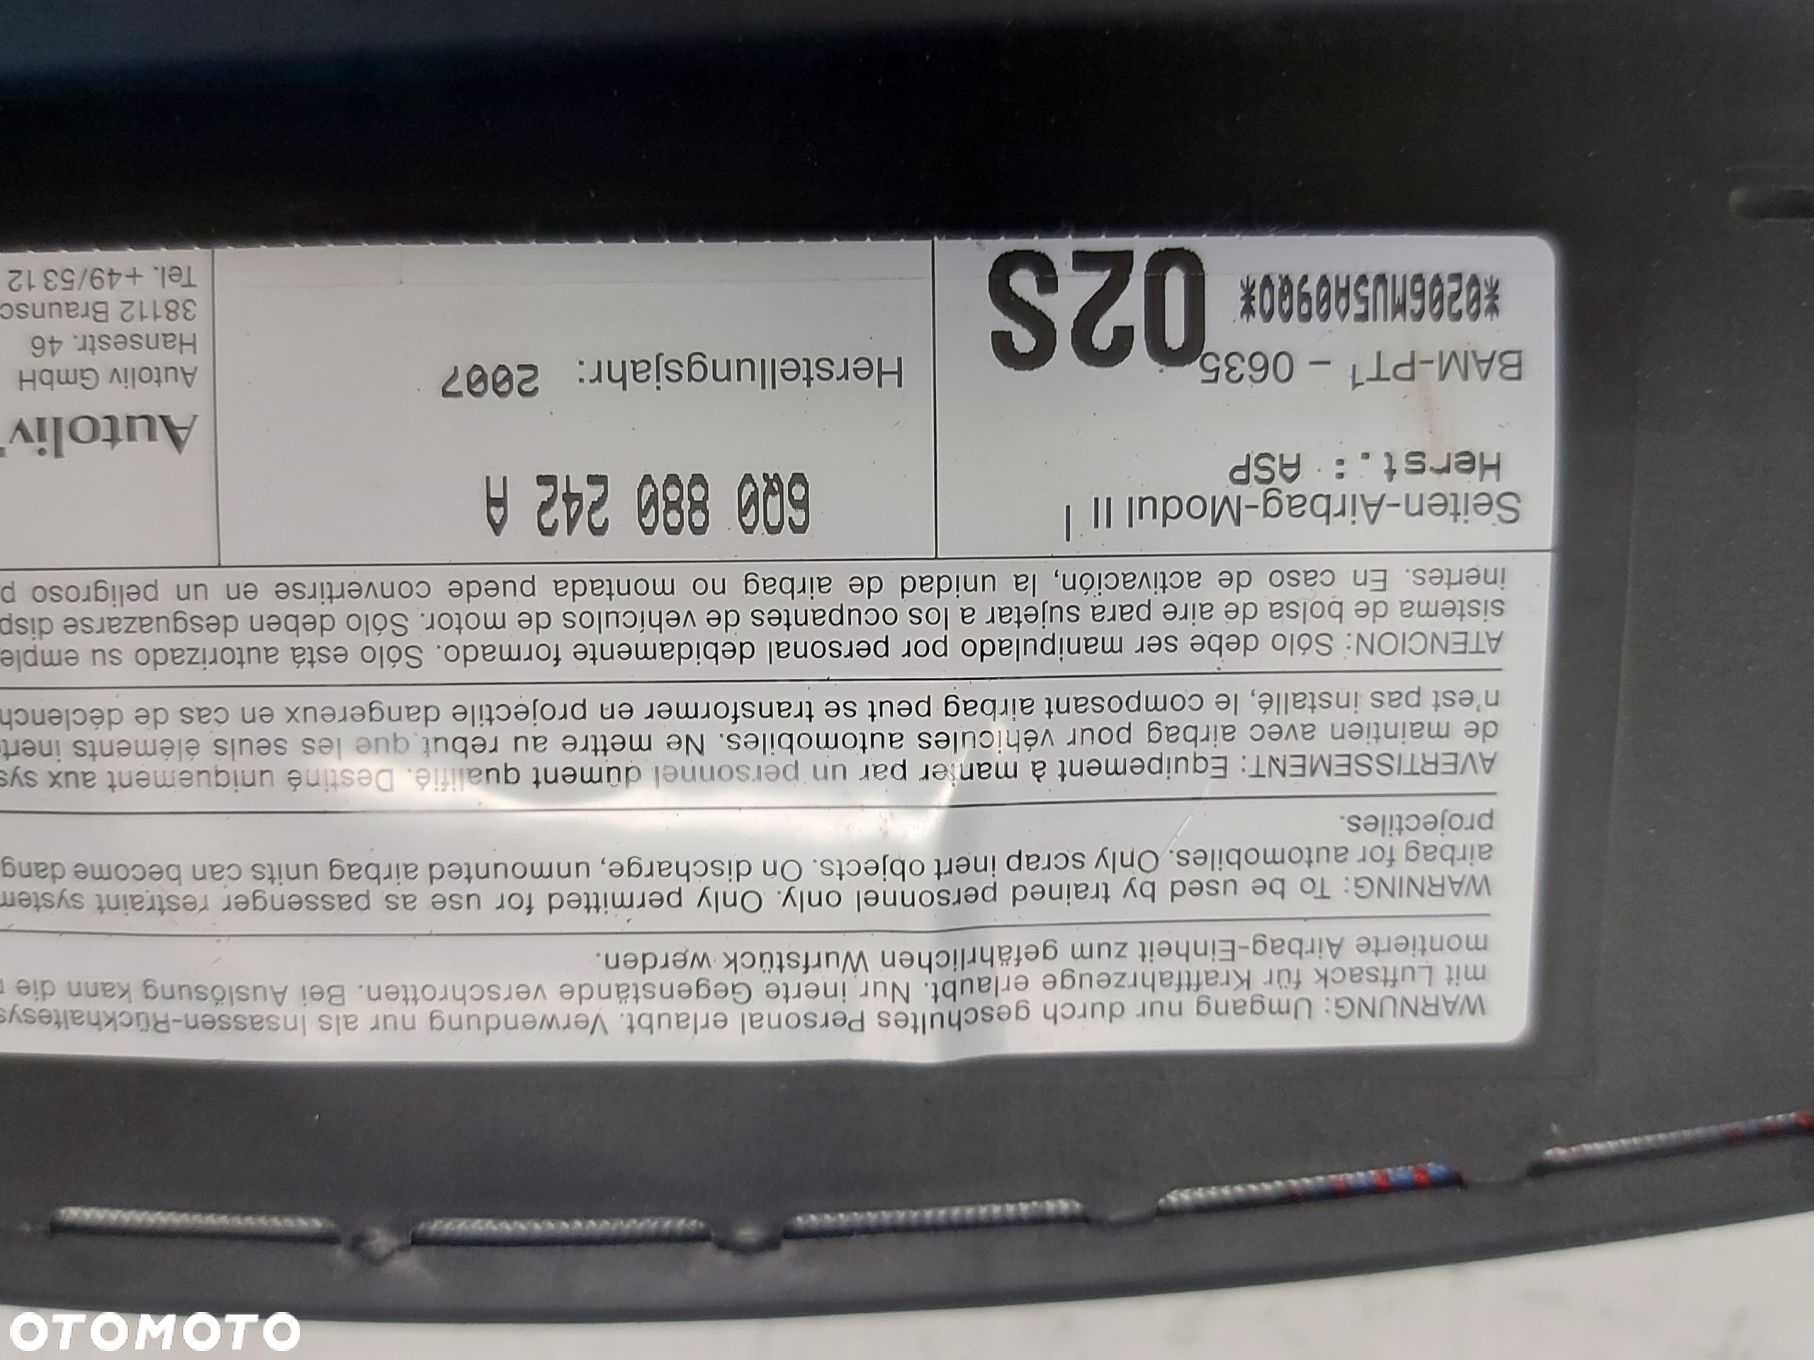 WARNUNG: Umgang nur durch geschultes Personal erlaubt. Verwendung nur als Insassen-Rückhaltesys
mit Luftsack für Kraftfahrzeuge erlaubt. Nur inerte Gegenstände verschrotten. Bei Auslösung kann die
montierte Airbag-Einheit zum gefährlichen Wurfstück werden.
WARNING: To be used by trained personnel only. Only permitted for use as passenger restraint system
airbag for automobiles. Only scrap inert objects. On discharge, unmounted airbag units can become dang
projectiles.
AVERTISSEMENT: Equipement à manier par un personnel dûment qualifié. Destiné uniquement aux sys
de maintien avec airbag pour véhicules automobiles. Ne mettre au rebut que les seuls éléments inerte
n'est pas installé, le composant airbag peut se transformer en projectile dangereux en cas de déclench
ATENCION: Sólo debe ser manipulado por personal debidamente formado. Sólo está autorizado su emple
sistema de bolsa de aire para sujetar a los ocupantes de vehículos de motor. Sólo deben desguazarse disp
inertes. En caso de activación, la unidad de airbag no montada puede convertirse en un peligroso p
Seiten-Airbag-Modul II |
Herst.: ASP
BAM-PT¹ – 0635
*0206MU5A09QO*
02S
6Q0 880 242 A
Herstellungsjahr: 2007
Autoliv
Autoliv GmbH
Hansestr. 46
38112 Braunsc
Tel. +49/5312
OTOMOTO